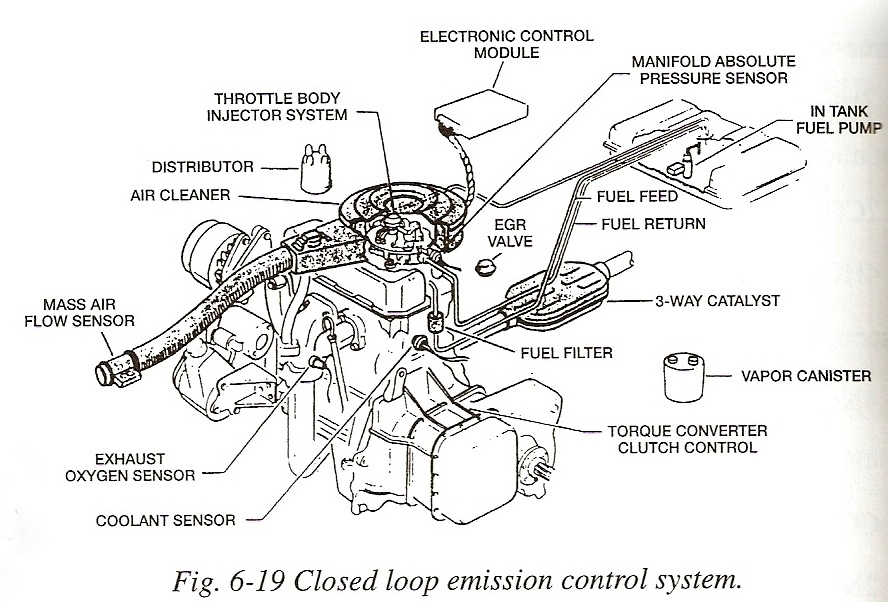 ELECTRONIC CONTROL
MODULE
MANIFOLD ABSOLUTE
PRESSURE SENSOR
THROTTLE BODY
INJECTOR SYSTEM
IN TANK
FUEL PUMP
DISTRIBUTOR
AIR CLEANER
FUEL FEED
FUEL RETURN
EGR
VALVE
MASS AIR
FLOW SENSOR
3-WAY CATALYST
FUEL FILTER
VAPOR CANISTER
TORQUE CONVERTER
CLUTCH CONTROL
EXHAUST
OXYGEN SENSOR
COOLANT SENSOR
Fig. 6-19 Closed loop emission control system.